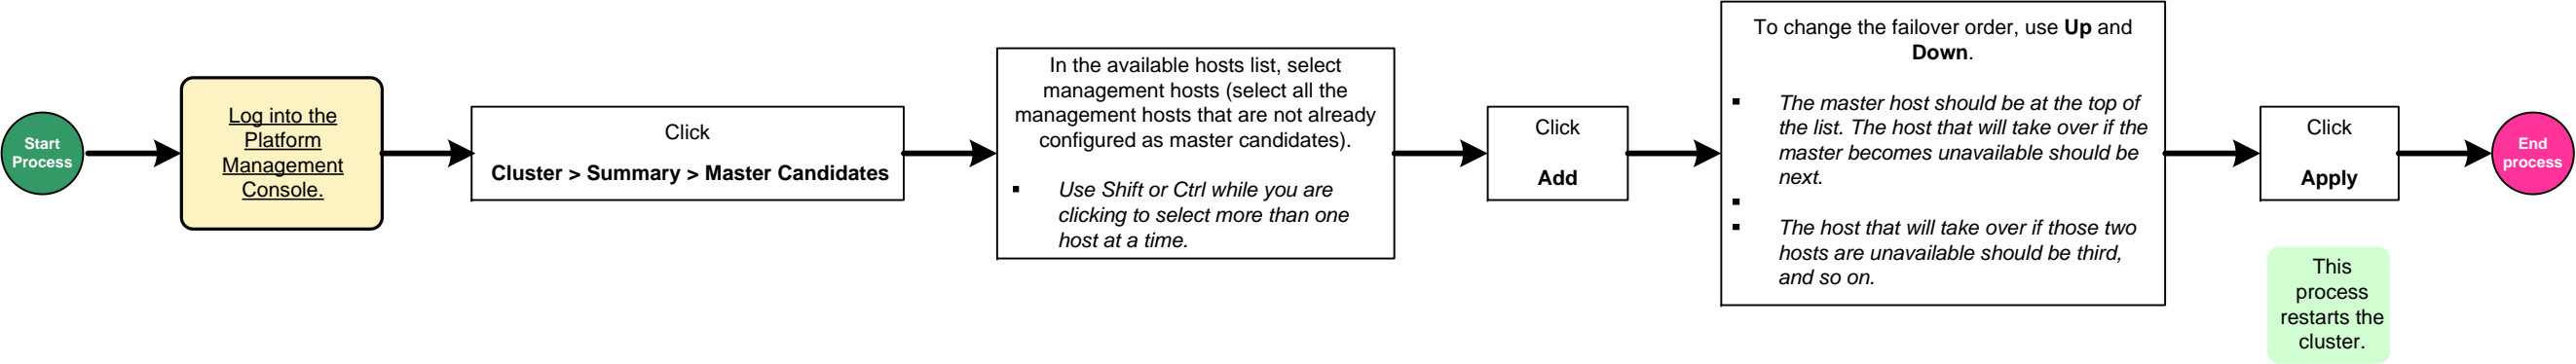 Start
Process
Log into the
Platform
Management
Console.
Click
Cluster > Summary > Master Candidates
In the available hosts list, select
management hosts (select all the
management hosts that are not already
configured as master candidates).
▪ Use Shift or Ctrl while you are
clicking to select more than one
host at a time.
Click
Add
To change the failover order, use Up and
Down.
▪ The master host should be at the top of
the list. The host that will take over if the
master becomes unavailable should be
next.
▪
▪ The host that will take over if those two
hosts are unavailable should be third,
and so on.
Click
Apply
This
process
restarts the
cluster.
End
process